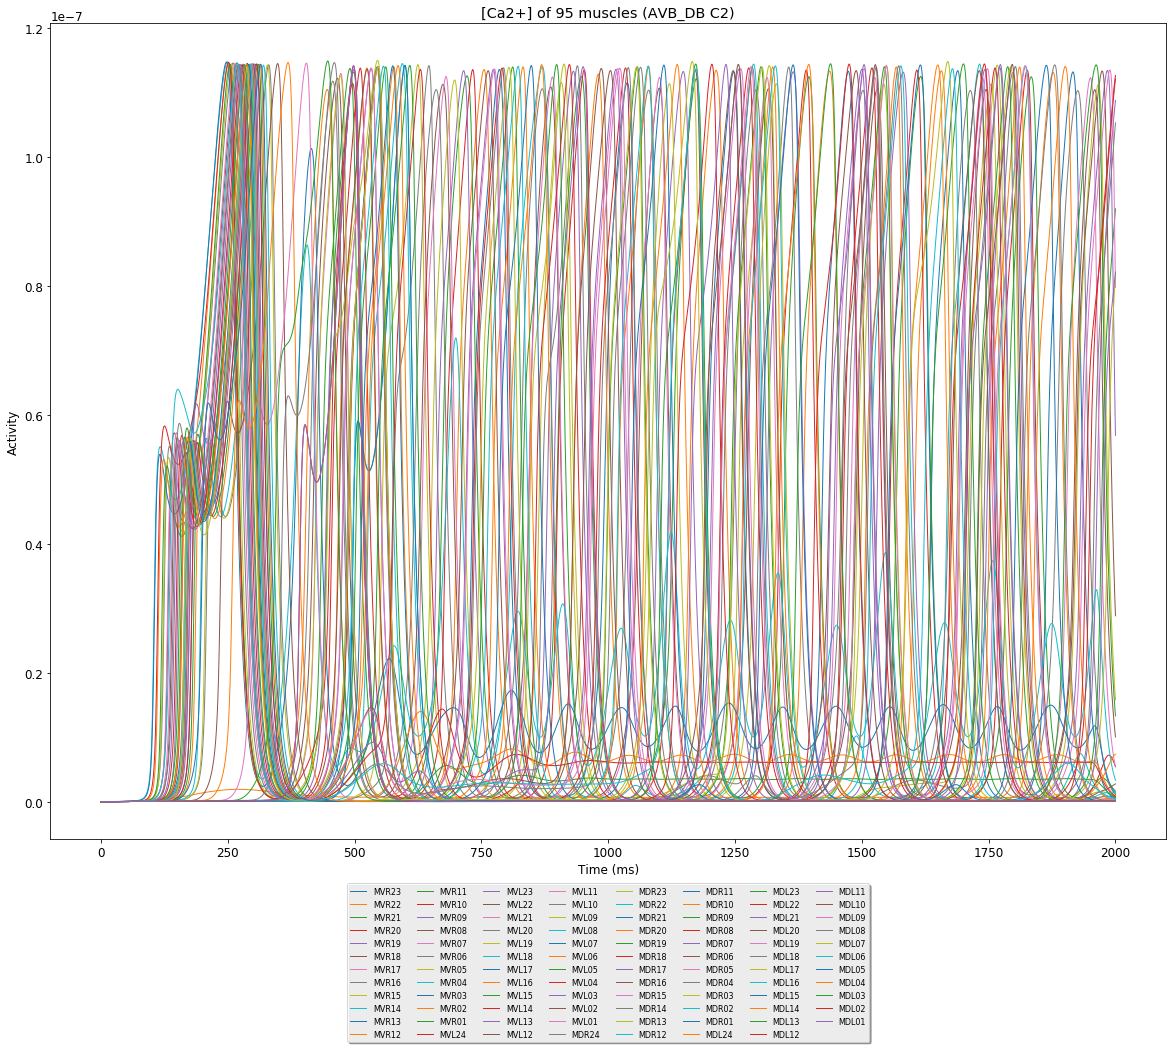 [Ca2+] of 95 muscles (AVB_DB C2)
1e−7
1.2
1.0
0.8
0.6
0.4
0.2
0.0
Activity
0 250 500 750 1000 1250 1500 1750 2000
Time (ms)
MVR23 MVR11 MVL23 MVL11 MDR23 MDR11 MDL23 MDL11
MVR22 MVR10 MVL22 MVL10 MDR22 MDR10 MDL22 MDL10
MVR21 MVR09 MVL21 MVL09 MDR21 MDR09 MDL21 MDL09
MVR20 MVR08 MVL20 MVL08 MDR20 MDR08 MDL20 MDL08
MVR19 MVR07 MVL19 MVL07 MDR19 MDR07 MDL19 MDL07
MVR18 MVR06 MVL18 MVL06 MDR18 MDR06 MDL18 MDL06
MVR17 MVR05 MVL17 MVL05 MDR17 MDR05 MDL17 MDL05
MVR16 MVR04 MVL16 MVL04 MDR16 MDR04 MDL16 MDL04
MVR15 MVR03 MVL15 MVL03 MDR15 MDR03 MDL15 MDL03
MVR14 MVR02 MVL14 MVL02 MDR14 MDR02 MDL14 MDL02
MVR13 MVR01 MVL13 MVL01 MDR13 MDR01 MDL13 MDL01
MVR12 MVL24 MVL12 MDR24 MDR12 MDL24 MDL12